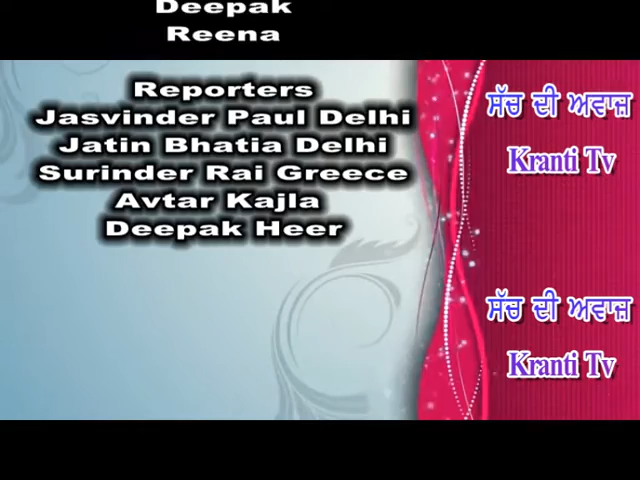 Deepak
Reena
Reporters
Jasvinder Paul Delhi
Jatin Bhatia Delhi
Surinder Rai Greece
Avtar Kajla
Deepak Heer
ਸੱਚ ਦੀ ਅਵਾਜ਼
Kranti Tv
ਸੱਚ ਦੀ ਅਵਾਜ਼
Kranti Tv